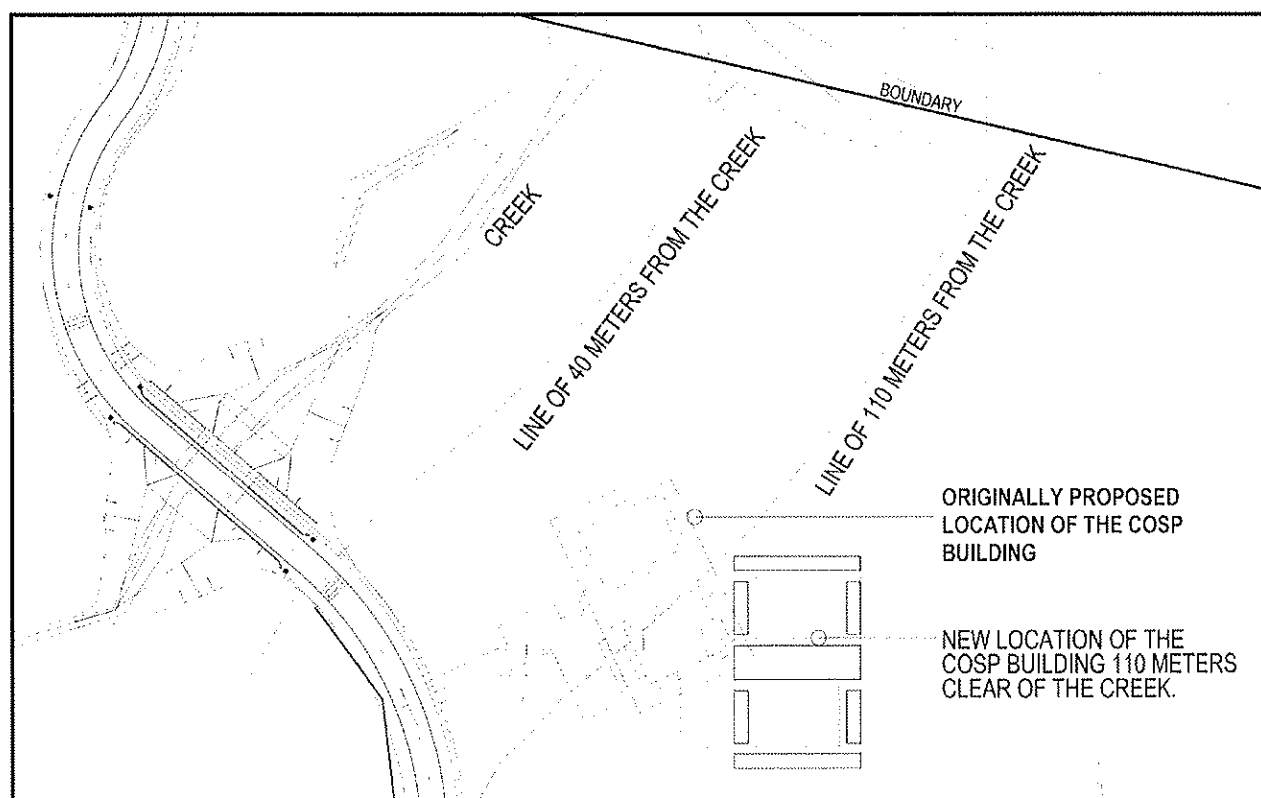 BOUNDARY
CREEK
LINE OF 40 METERS FROM THE CREEK
LINE OF 110 METERS FROM THE CREEK
ORIGINALLY PROPOSED
LOCATION OF THE COSP
BUILDING
NEW LOCATION OF THE
COSP BUILDING 110 METERS
CLEAR OF THE CREEK.